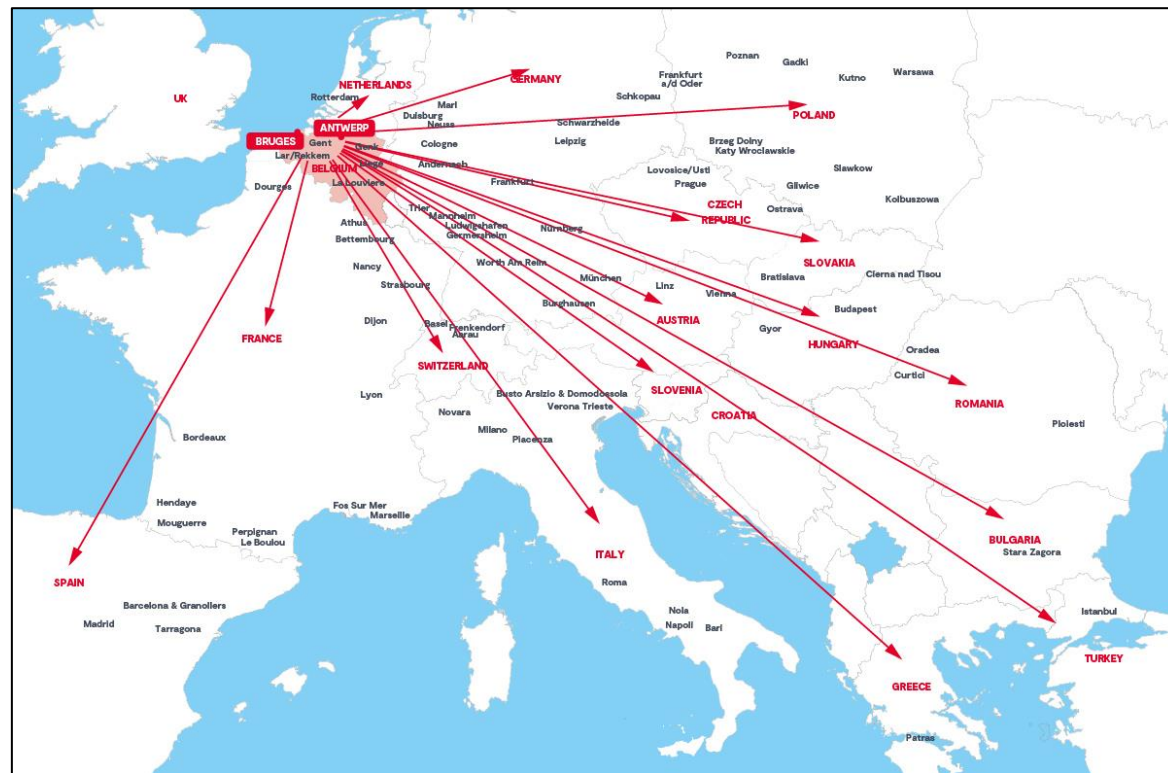 Poznan
Gadki
Kutno
Warsawa
GERMANY
Frankfurt
a/d Oder
NETHERLANDS
Rotterdam
UK
Marl
Schkopau
POLAND
Duisburg
Neuss
Schwarzheide
ANTWERP
BRUGES
Gent
Genk
Cologne
Leipzig
Brzeg Dolny
Katy Wroclawskie
Lar/Rekkem
BELGIUM
Liege
Andernach
Lovosice/Usti
Prague
Slawkow
Dourges
La Louviere
Frankfurt
Gliwice
Kolbuszowa
CZECH
REPUBLIC
Ostrava
Trier
Mannheim
Ludwigshafen
Germersheim
Nurnberg
Athus
Bettembourg
Nancy
Strasbourg
Worth Am Rein
München
Linz
Vienna
Bratislava
SLOVAKIA
Cierna nad Tisou
Burghausen
AUSTRIA
Budapest
Gyor
HUNGARY
Dijon
Basel
Frenkendorf
Aarau
FRANCE
SWITZERLAND
Oradea
Curtici
ROMANIA
Lyon
Busto Arsizio & Domodossola
Verona
Trieste
SLOVENIA
CROATIA
Novara
Milano
Piacenza
Ploiesti
Bordeaux
Hendaye
Mouguerre
Fos Sur Mer
Marseille
Perpignan
Le Boulou
ITALY
BULGARIA
Stara Zagora
SPAIN
Roma
Barcelona & Granollers
Madrid
Tarragona
Nola
Napoli
Bari
Istanbul
TURKEY
GREECE
Patras